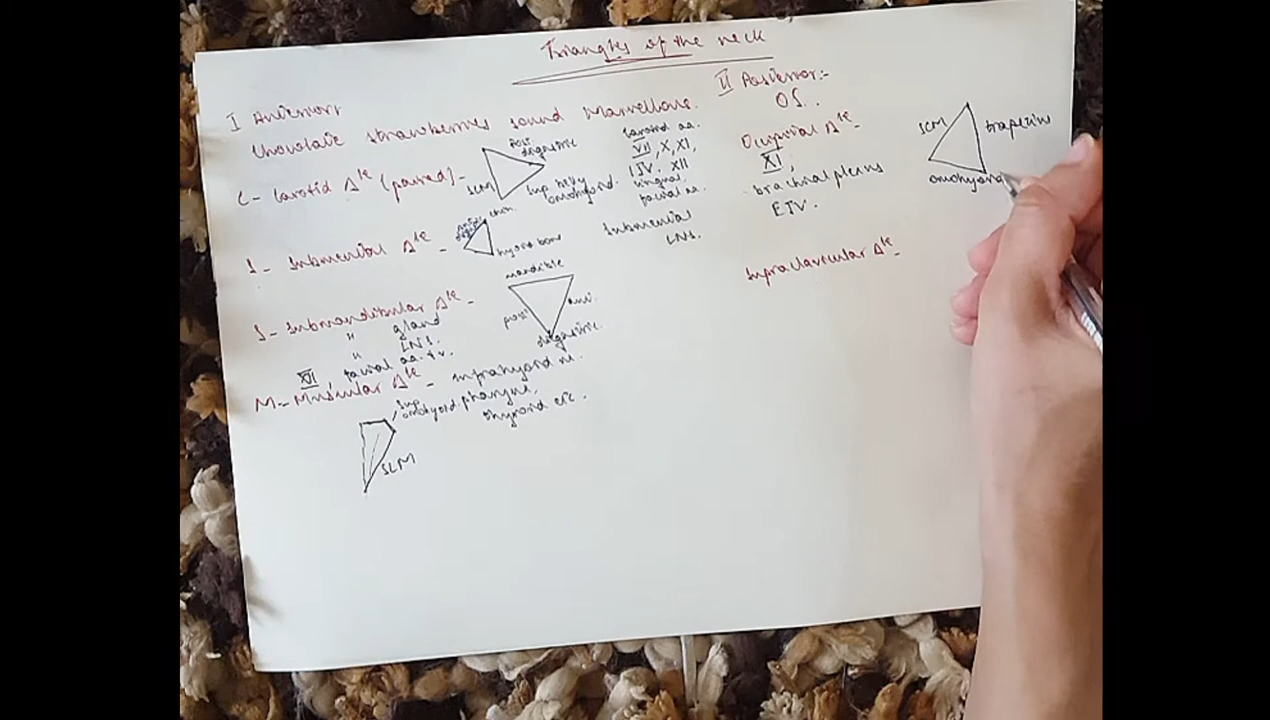 Triangles of the neck
I Anterior
Chocolate strawberries sound Marvellous.
C - Carotid Δle (paired) -
Post. digastric
SCM
Sup belly omohyoid.
Carotid aa.
VII, X, XI,
IJV, XII
lingual
facial aa.
S - Submental Δle -
chin.
hyoid bone
Submental
LNs.
S - Submandibular Δle -
" gland
" LNs.
XII, facial aa. + v.
mandible
post.
ant.
digastric.
M - Muscular Δle - infrahyoid m.
pharynx,
thyroid etc.
sup
omohyoid.
SCM
II Posterior:-
OS..
Occipital Δle -
XI,
brachial plexus
EJV.
SCM
trapezius
omohyoid
Supraclavicular Δle -